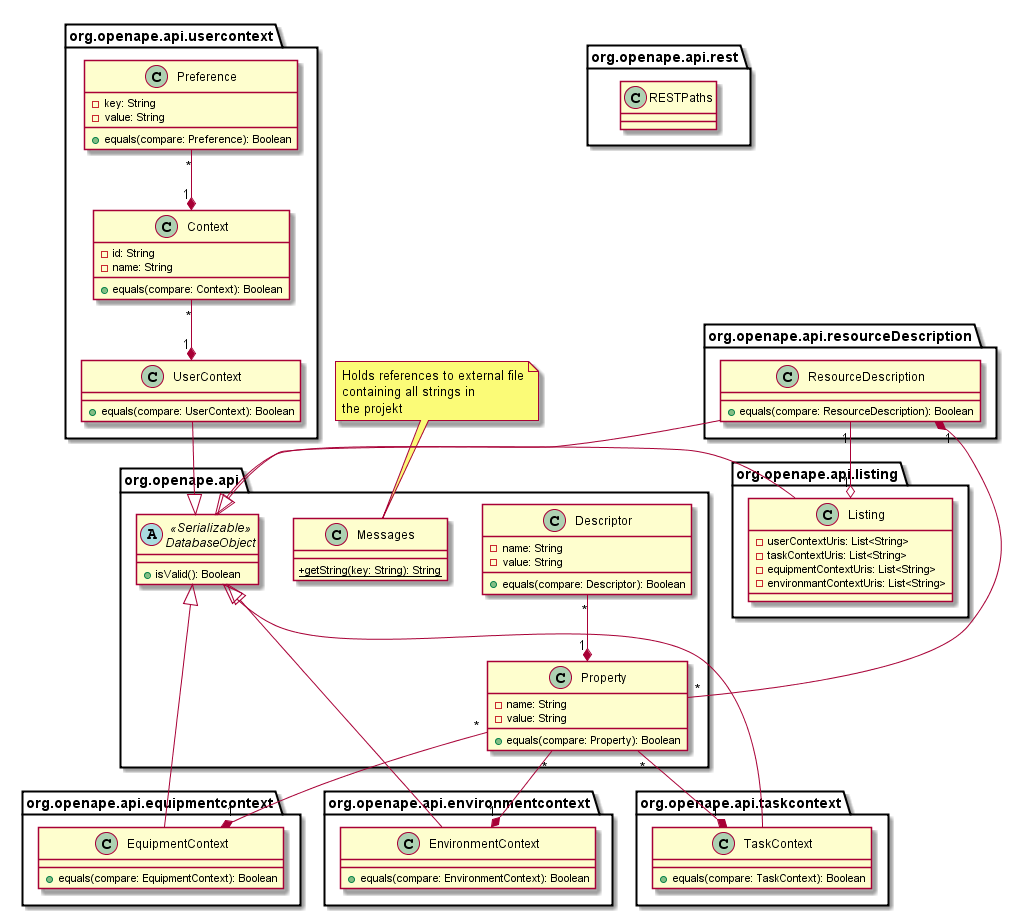 org.openape.api.usercontext
C Preference
key: String
value: String
equals(compare: Preference): Boolean
*
1
C Context
id: String
name: String
equals(compare: Context): Boolean
*
1
C UserContext
equals(compare: UserContext): Boolean
org.openape.api.rest
C RESTPaths
Holds references to external file
containing all strings in
the projekt
org.openape.api.resourceDescription
C ResourceDescription
equals(compare: ResourceDescription): Boolean
1
1
org.openape.api.listing
C Listing
userContextUris: List<String>
taskContextUris: List<String>
equipmentContextUris: List<String>
environmantContextUris: List<String>
org.openape.api
A «Serializable»
DatabaseObject
isValid(): Boolean
C Messages
+getString(key: String): String
C Descriptor
name: String
value: String
equals(compare: Descriptor): Boolean
*
1
C Property
name: String
value: String
equals(compare: Property): Boolean
*
*
*
*
org.openape.api.equipmentcontext
1
C EquipmentContext
equals(compare: EquipmentContext): Boolean
org.openape.api.environmentcontext
1
C EnvironmentContext
equals(compare: EnvironmentContext): Boolean
org.openape.api.taskcontext
1
C TaskContext
equals(compare: TaskContext): Boolean